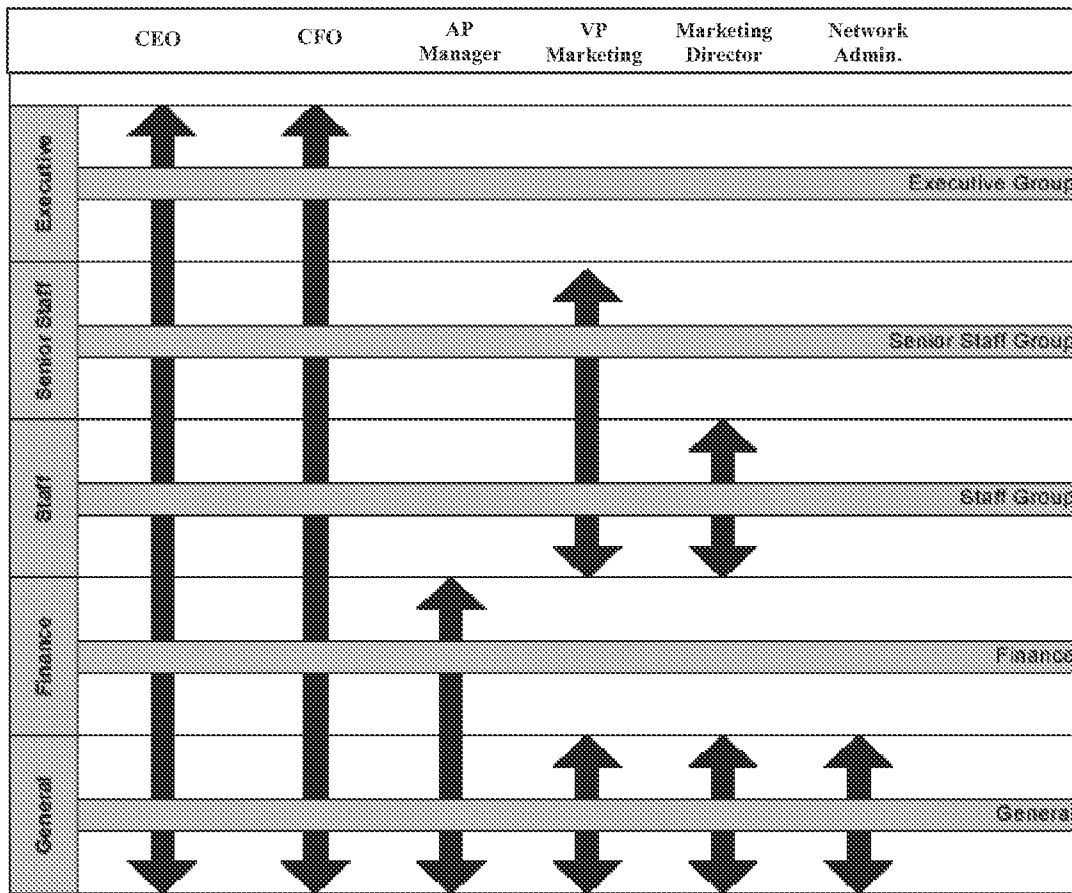 CEO
CFO
AP
Manager
VP
Marketing
Marketing
Director
Network
Admin.
Executive
Executive Group
Senior Staff
Senior Staff Group
Staff
Staff Group
Finance
Finance
General
General